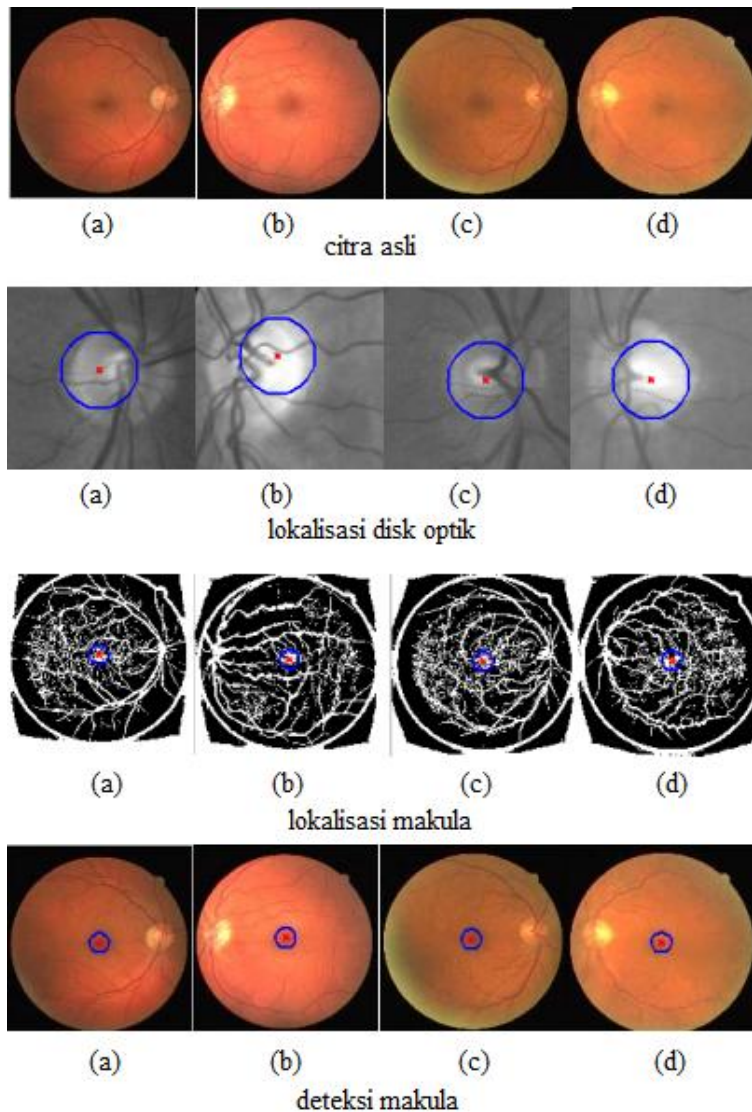 (a) (b) (c) (d)
citra asli
(a) (b) (c) (d)
lokalisasi disk optik
(a) (b) (c) (d)
lokalisasi makula
(a) (b) (c) (d)
deteksi makula